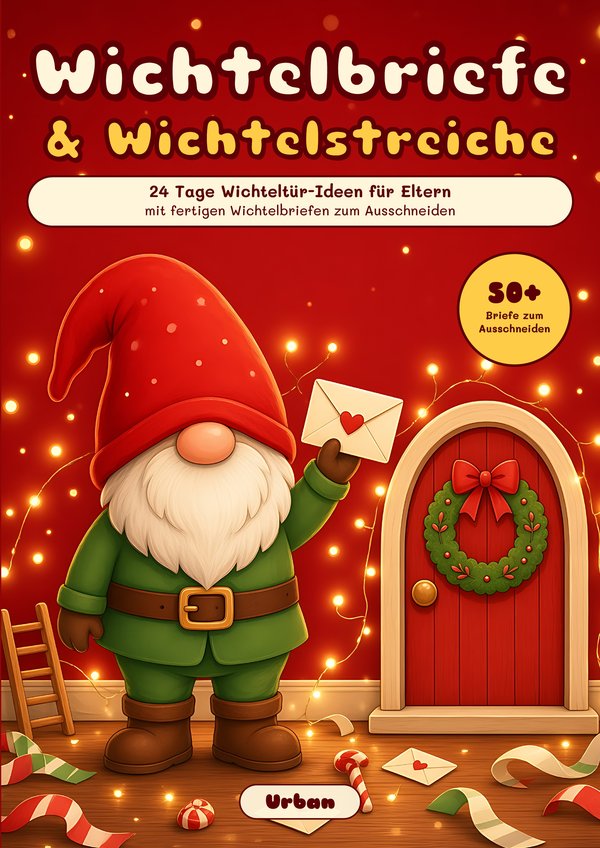 Wichtelbriefe
& Wichtelstreiche
24 Tage Wichteltür-Ideen für Eltern
mit fertigen Wichtelbriefen zum Ausschneiden
50+
Briefe zum
Ausschneiden
Urban